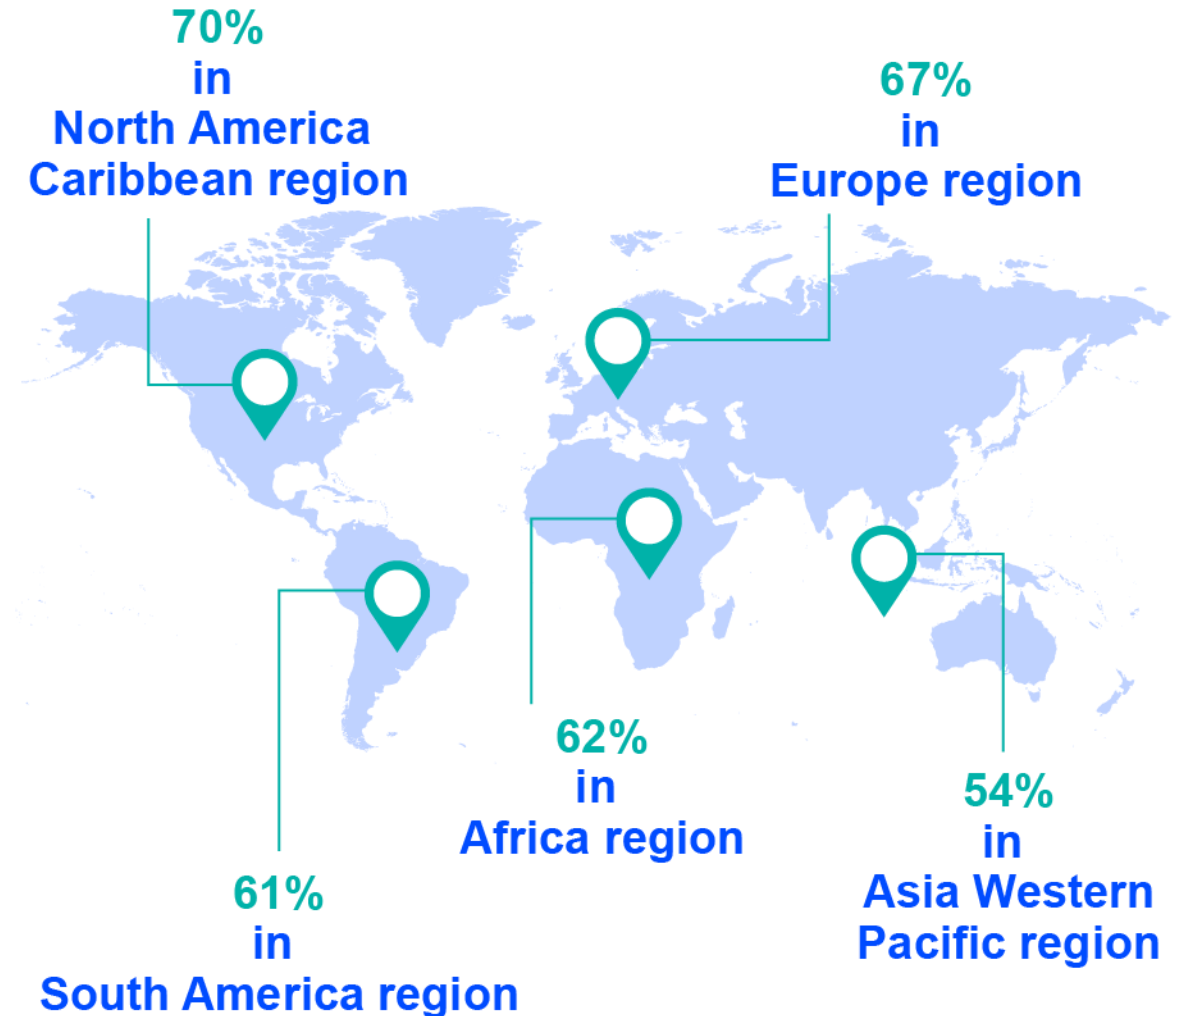 70%
in
North America
Caribbean region
67%
in
Europe region
62%
in
Africa region
54%
in
Asia Western
Pacific region
61%
in
South America region